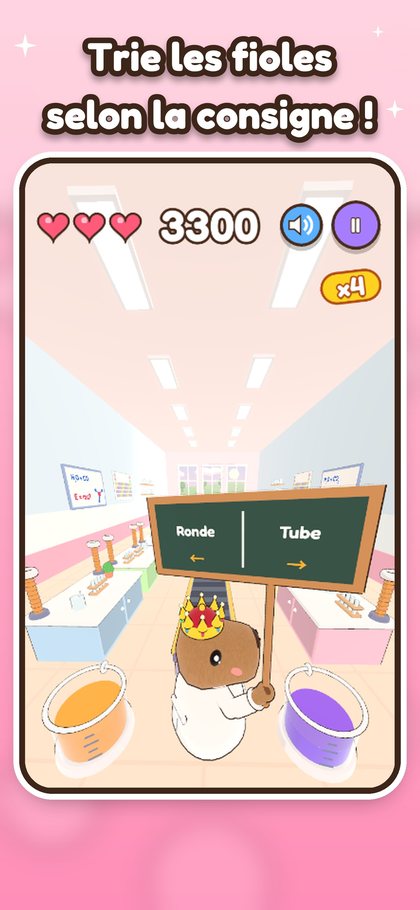 Trie les fioles
selon la consigne !
3300
x4
Ronde
Tube
←
→